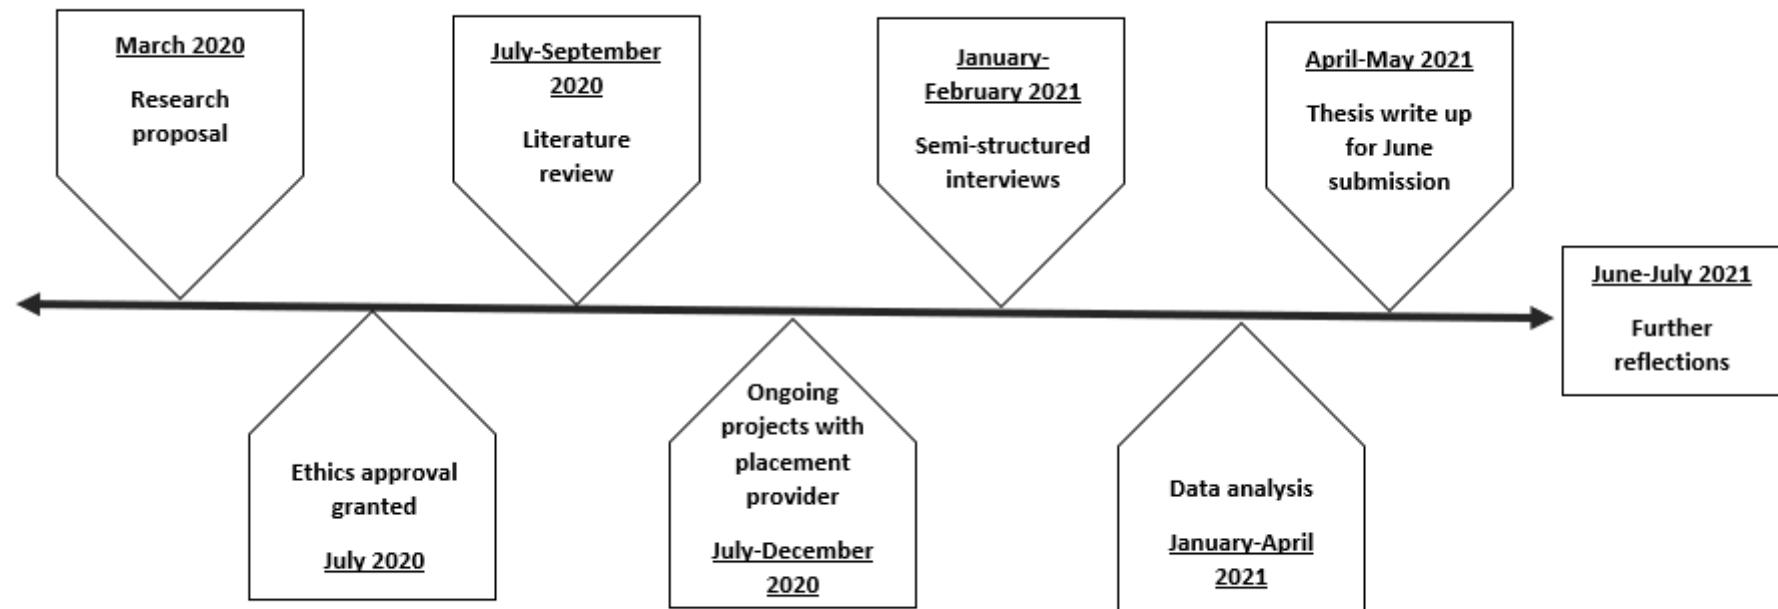 March 2020
Research
proposal
July-September
2020
Literature
review
January-
February 2021
Semi-structured
interviews
April-May 2021
Thesis write up
for June
submission
June-July 2021
Further
reflections
Ethics approval
granted
July 2020
Ongoing
projects with
placement
provider
July-December
2020
Data analysis
January-April
2021